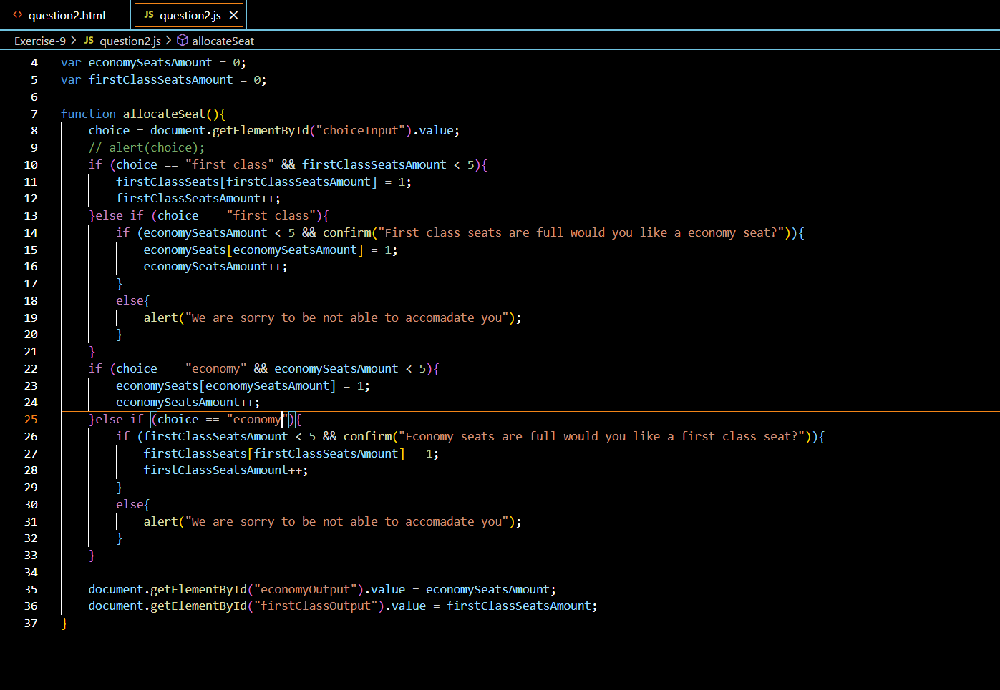 <> question2.html JS question2.js ×
Exercise-9 > JS question2.js > allocateSeat
4 var economySeatsAmount = 0;
5 var firstClassSeatsAmount = 0;
6
7 function allocateSeat(){
8 choice = document.getElementById("choiceInput").value;
9 // alert(choice);
10 if (choice == "first class" && firstClassSeatsAmount < 5){
11 firstClassSeats[firstClassSeatsAmount] = 1;
12 firstClassSeatsAmount++;
13 }else if (choice == "first class"){
14 if (economySeatsAmount < 5 && confirm("First class seats are full would you like a economy seat?")){
15 economySeats[economySeatsAmount] = 1;
16 economySeatsAmount++;
17 }
18 else{
19 alert("We are sorry to be not able to accomadate you");
20 }
21 }
22 if (choice == "economy" && economySeatsAmount < 5){
23 economySeats[economySeatsAmount] = 1;
24 economySeatsAmount++;
25 }else if (choice == "economy"){
26 if (firstClassSeatsAmount < 5 && confirm("Economy seats are full would you like a first class seat?")){
27 firstClassSeats[firstClassSeatsAmount] = 1;
28 firstClassSeatsAmount++;
29 }
30 else{
31 alert("We are sorry to be not able to accomadate you");
32 }
33 }
34
35 document.getElementById("economyOutput").value = economySeatsAmount;
36 document.getElementById("firstClassOutput").value = firstClassSeatsAmount;
37 }